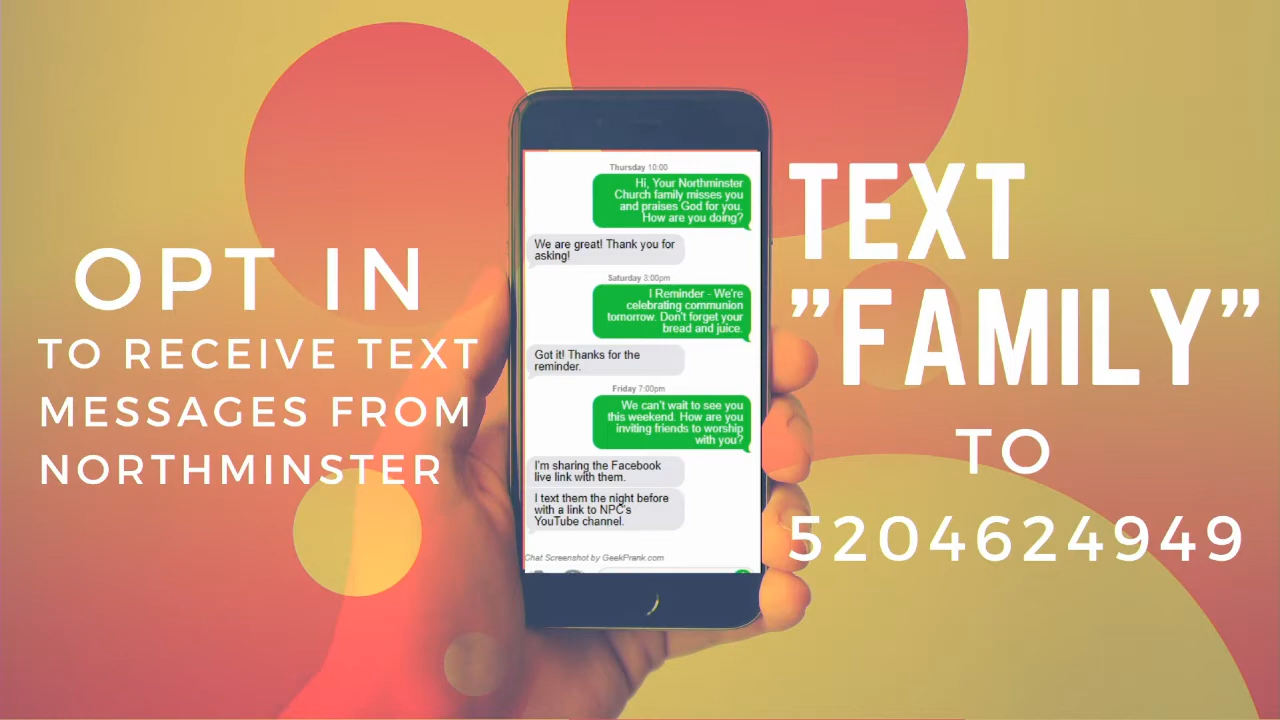 OPT IN
TO RECEIVE TEXT
MESSAGES FROM
NORTHMINSTER
Thursday 10:00
Hi, Your Northminster
Church family misses you
and praises God for you.
How are you doing?
We are great! Thank you for
asking!
Saturday 3:00pm
I Reminder - We're
celebrating communion
tomorrow. Don't forget your
bread and juice.
Got it! Thanks for the
reminder.
Friday 7:00pm
We can't wait to see you
this weekend. How are you
inviting friends to worship
with you?
I'm sharing the Facebook
live link with them.
I text them the night before
with a link to NPC's
YouTube channel.
Chat Screenshot by GeekPrank.com
TEXT
"FAMILY"
TO
5204624949